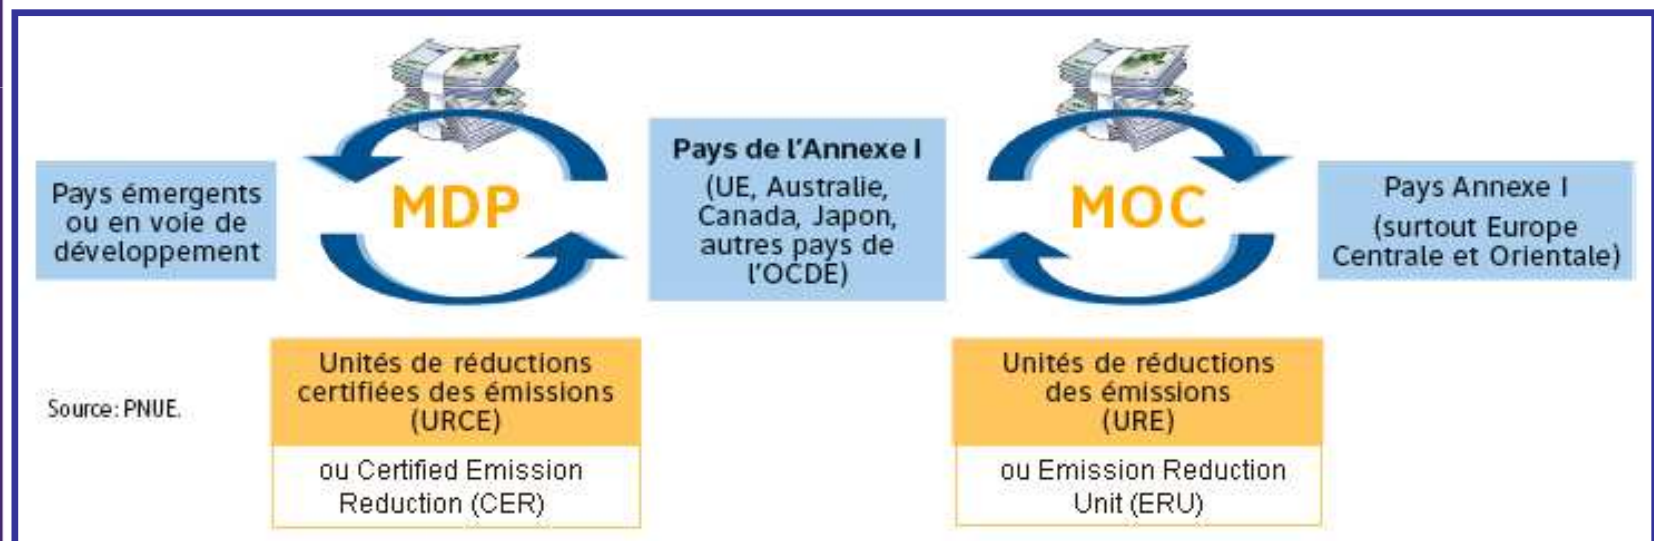 Pays émergents
ou en voie de
développement
MDP
Pays de l'Annexe I
(UE, Australie,
Canada, Japon,
autres pays de
l'OCDE)
MOC
Pays Annexe I
(surtout Europe
Centrale et Orientale)
Source: PNUE.
Unités de réductions
certifiées des émissions
(URCE)
ou Certified Emission
Reduction (CER)
Unités de réductions
des émissions
(URE)
ou Emission Reduction
Unit (ERU)